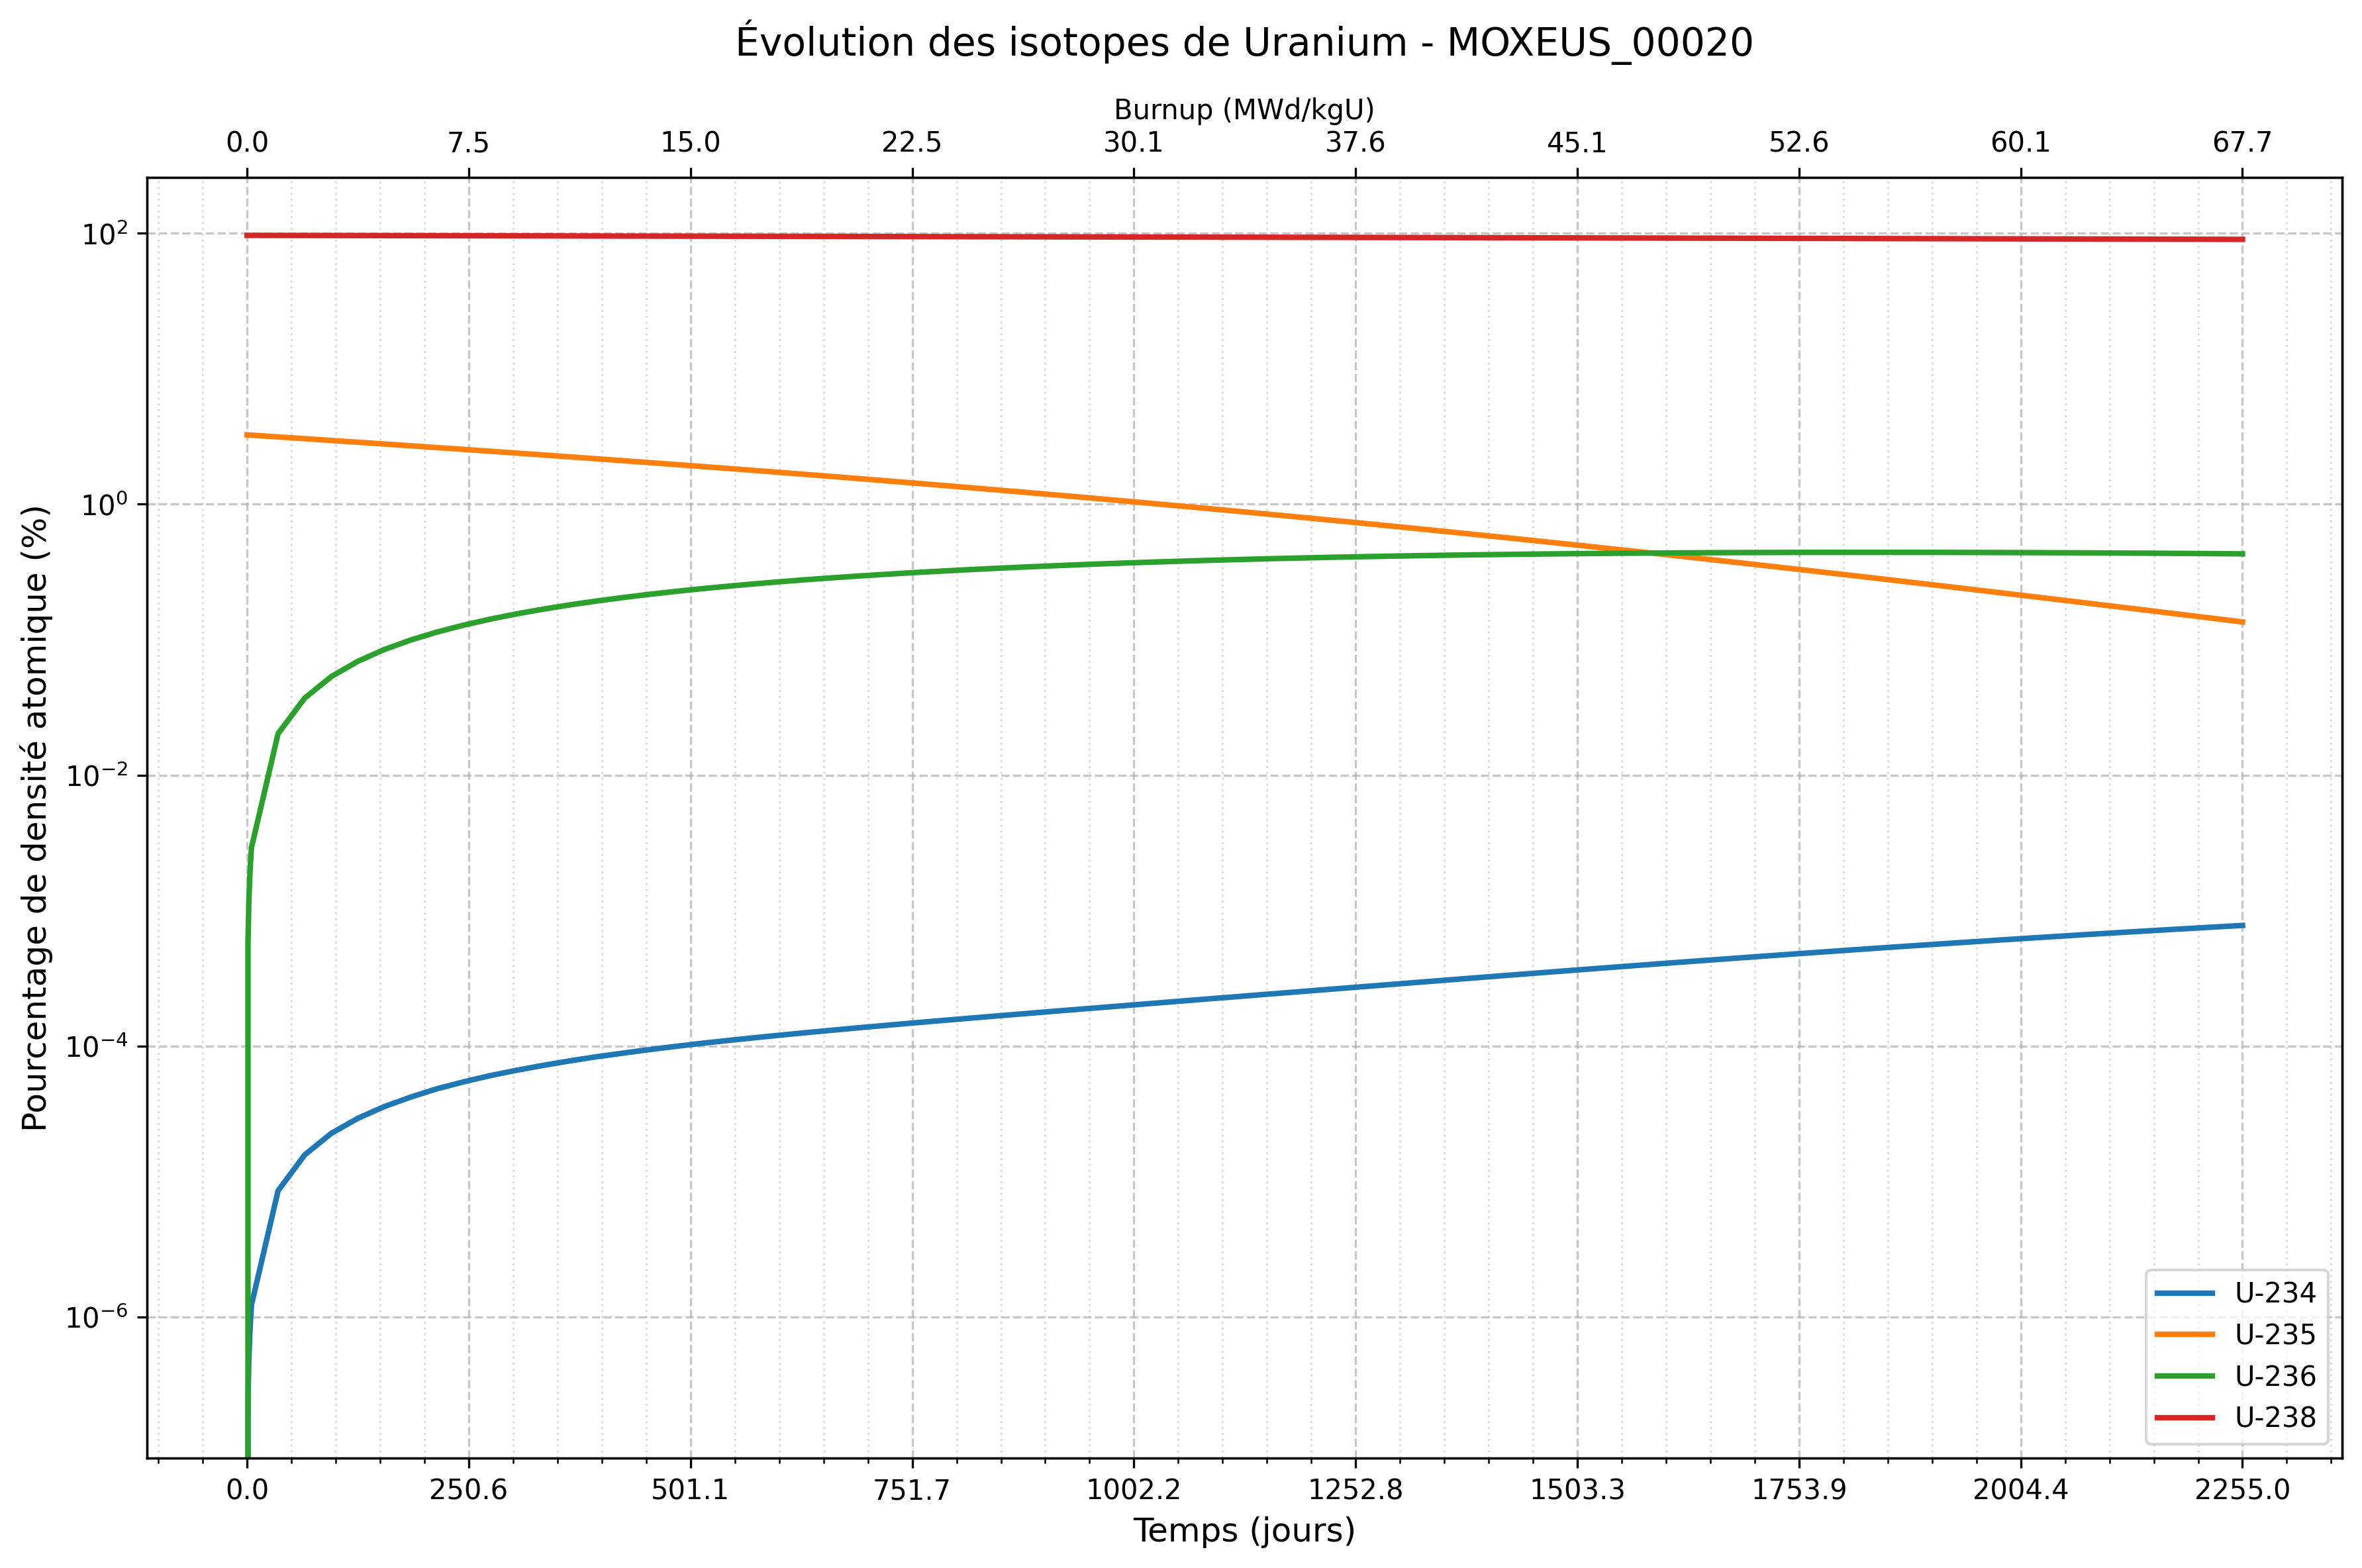 Évolution des isotopes de Uranium - MOXEUS_00020
Burnup (MWd/kgU)
0.0 7.5 15.0 22.5 30.1 37.6 45.1 52.6 60.1 67.7
Pourcentage de densité atomique (%)
10²
10⁰
10⁻²
10⁻⁴
10⁻⁶
U-234
U-235
U-236
U-238
0.0 250.6 501.1 751.7 1002.2 1252.8 1503.3 1753.9 2004.4 2255.0
Temps (jours)